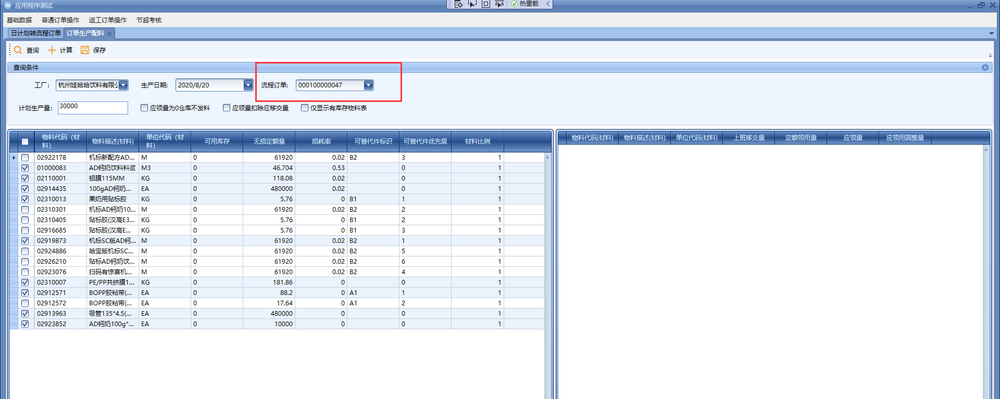 应用程序测试
热重载
基础数据 普通订单操作 返工订单操作 节超考核
日计划转流程订单 订单生产配料
查询 计算 保存
查询条件
工厂： 杭州娃哈哈饮料有限 生产日期: 2020/8/20 流程订单: 000100000047
计划生产量: 30000 应领量为0仓库不发料 应领量扣除应移交量 仅显示有库存物料表
物料代码（材料） 物料描述(材料) 单位代码（材料） 可用库存 无损定额量 损耗率 可替代件标识 可替代件优先级 材料比例
02922178 机标新配方AD... M 0 61920 0.02 B2 3 1
01000083 AD钙奶饮料料浆 M3 0 46.704 0.53 0 1
02110001 铝膜115MM KG 0 118.08 0.02 0 1
02914435 100gAD钙奶... EA 0 480000 0.02 0 1
02310013 果奶用贴标胶 KG 0 5.76 0 B1 1 1
02310301 机标AD钙奶10... M 0 61920 0.02 B2 2 1
02310405 贴标胶(汉高E3... KG 0 5.76 0 B1 2 1
02916685 贴标胶(汉高E... KG 0 5.76 0 B1 3 1
02919873 机标SC版AD钙... M 0 61920 0.02 B2 1 1
02924886 哈宝版机标SC... M 0 61920 0.02 B2 5 1
02926210 贴标AD钙奶饮... M 0 61920 0.02 B2 6 1
02923076 扫码有惊喜机... M 0 61920 0.02 B2 4 1
02310007 PE/PP共挤膜1... KG 0 181.86 0 0 1
02912571 BOPP胶粘带(... EA 0 88.2 0 A1 1 1
02912572 BOPP胶粘带(... EA 0 17.64 0 A1 2 1
02913963 吸管135*4.5(... EA 0 480000 0 0 1
02923852 AD钙奶100g*... EA 0 10000 0 0 1
物料代码(材料) 物料描述(材料) 单位代码(材料) 上班移交量 定额领用量 应领量 应领用圆整量